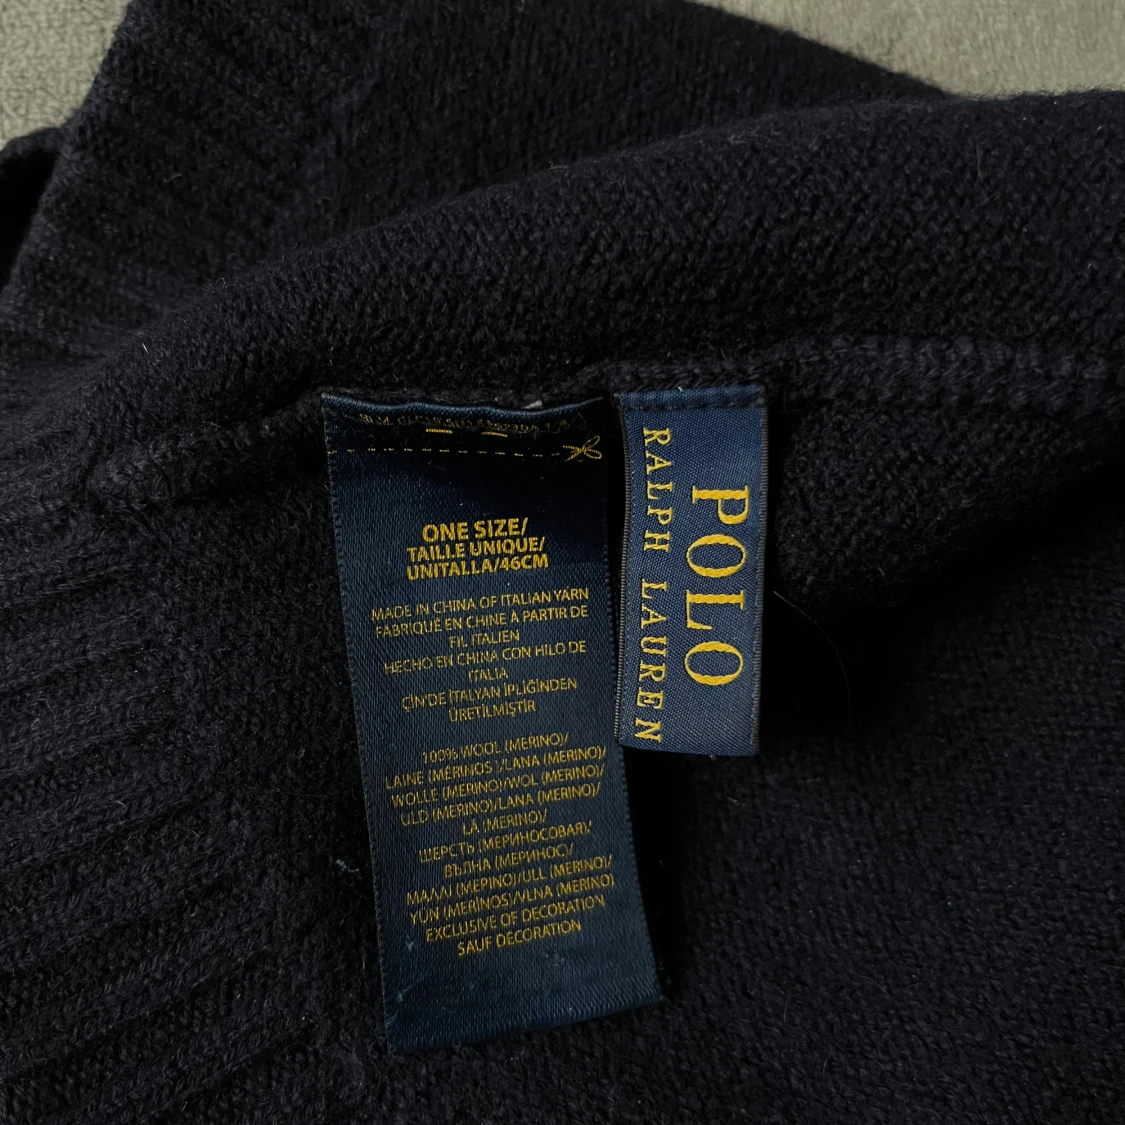 ONE SIZE/
TAILLE UNIQUE/
UNITALLA/46CM
MADE IN CHINA OF ITALIAN YARN
FABRIQUÉ EN CHINE À PARTIR DE
FIL ITALIEN
HECHO EN CHINA CON HILO DE
ITALIA
ÇİN'DE İTALYAN İPLİĞİNDEN
ÜRETİLMİŞTİR
100% WOOL (MERINO)/
LAINE (MÉRINOS)/LANA (MERINO)/
WOLLE (MERINO)/WOL (MERINO)/
ULD (MERINO)/LANA (MERINO)/
LÃ (MERINO)/
ШЕРСТЬ (МЕРИНОСОВАЯ)/
ВЪЛНА (МЕРИНОС)/
ΜΑΛΛΙ (ΜΕΡΙΝΟ)/ULL (MERINO)/
YÜN (MERINOS)/VLNA (MERINO)
EXCLUSIVE OF DECORATION
SAUF DÉCORATION
POLO
RALPH LAUREN